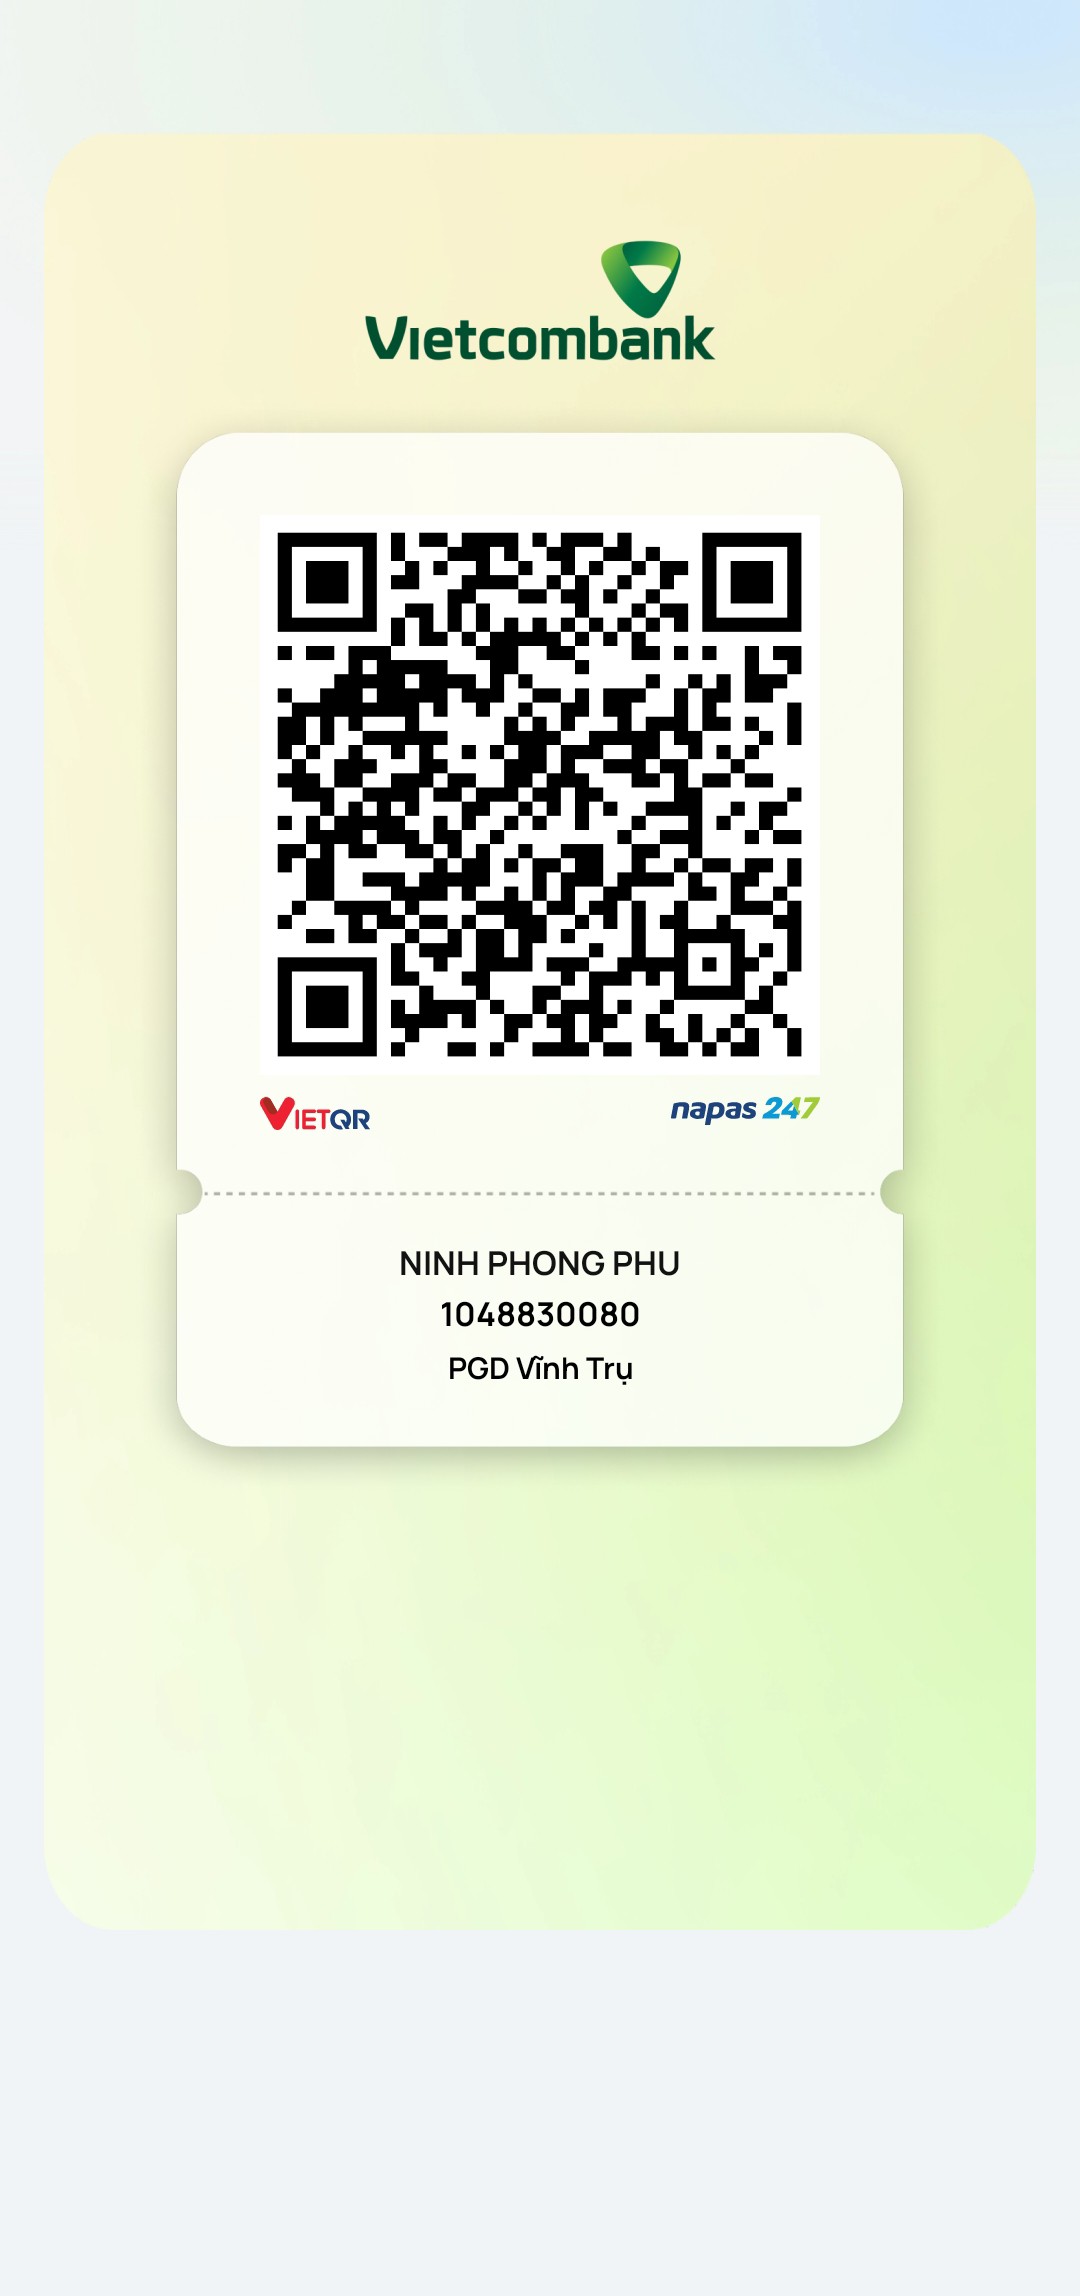 Vietcombank
VIETQR
napas 247
NINH PHONG PHU
1048830080
PGD Vĩnh Trụ